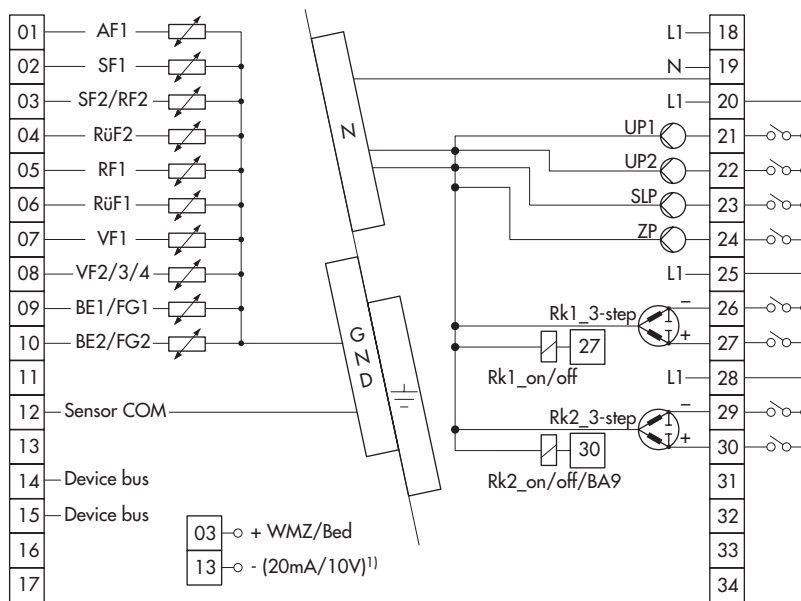 01 AF1
02 SF1
03 SF2/RF2
04 RüF2
05 RF1
06 RüF1
07 VF1
08 VF2/3/4
09 BE1/FG1
10 BE2/FG2
11
12 Sensor COM
13
14 Device bus
15 Device bus
16
17
03 + WMZ/Bed
13 - (20mA/10V)1)
N
GND
L1 18
N 19
L1 20
UP1 21
UP2 22
SLP 23
ZP 24
L1 25
Rk1_3-step - 26
27 + 27
Rk1_on/off
L1 28
Rk2_3-step - 29
30 + 30
Rk2_on/off/BA9
31
32
33
34